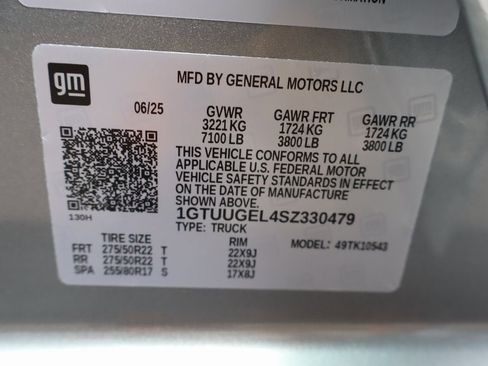 RMATION
gm
MFD BY GENERAL MOTORS LLC
06/25 GVWR GAWR FRT GAWR RR
3221 KG 1724 KG 1724 KG
7100 LB 3800 LB 3800 LB
THIS VEHICLE CONFORMS TO ALL
APPLICABLE U.S. FEDERAL MOTOR
VEHICLE SAFETY STANDARDS IN EFFECT
ON THE DATE OF MANUFACTURE
SHOWN ABOVE.
130H 1GTUUGEL4SZ330479
TYPE: TRUCK
TIRE SIZE RIM MODEL: 49TK10543
FRT 275/50R22 T 22X9J
RR 275/50R22 T 22X9J
SPA 255/80R17 S 17X8J